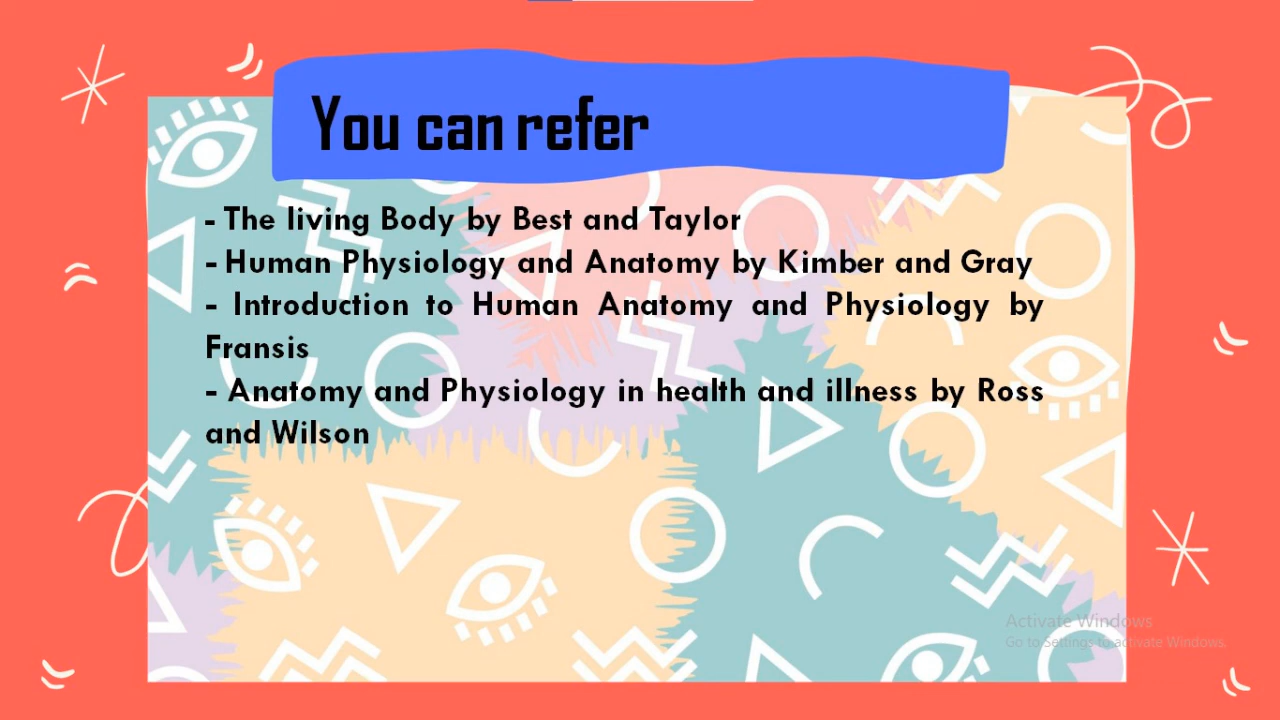 You can refer
- The living Body by Best and Taylor
- Human Physiology and Anatomy by Kimber and Gray
- Introduction to Human Anatomy and Physiology by
Fransis
- Anatomy and Physiology in health and illness by Ross
and Wilson
Activate Windows
Go to Settings to activate Windows.